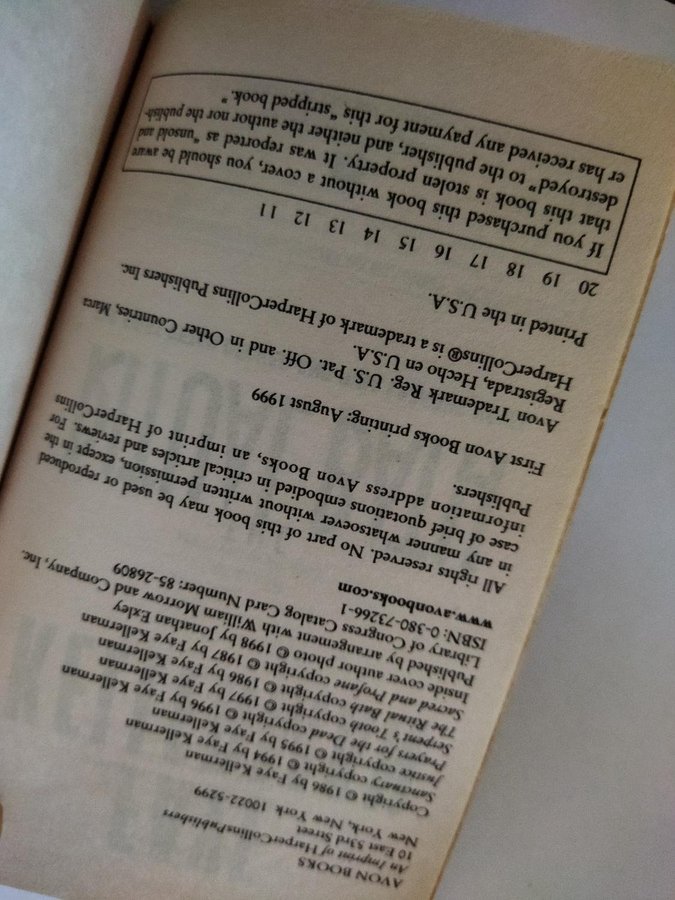 AVON BOOKS
An Imprint of HarperCollinsPublishers
10 East 53rd Street
New York, New York 10022-5299
Copyright © 1986 by Faye Kellerman
Sanctuary copyright © 1994 by Faye Kellerman
Justice copyright © 1995 by Faye Kellerman
Prayers for the Dead copyright © 1996 by Faye Kellerman
Serpent's Tooth copyright © 1997 by Faye Kellerman
The Ritual Bath copyright © 1986 by Faye Kellerman
Sacred and Profane copyright © 1987 by Faye Kellerman
Inside cover author photo © 1998 by Jonathan Exley
Published by arrangement with William Morrow and Company, Inc.
Library of Congress Catalog Card Number: 85-26809
ISBN: 0-380-73266-1
www.avonbooks.com
All rights reserved. No part of this book may be used or reproduced
in any manner whatsoever without written permission, except in the
case of brief quotations embodied in critical articles and reviews. For
information address Avon Books, an imprint of HarperCollins
Publishers.
First Avon Books printing: August 1999
Avon Trademark Reg. U.S. Pat. Off. and in Other Countries, Marca
Registrada, Hecho en U.S.A.
HarperCollins® is a trademark of HarperCollins Publishers Inc.
Printed in the U.S.A.
20 19 18 17 16 15 14 13 12 11
If you purchased this book without a cover, you should be aware
that this book is stolen property. It was reported as "unsold and
destroyed" to the publisher, and neither the author nor the publish-
er has received any payment for this "stripped book."